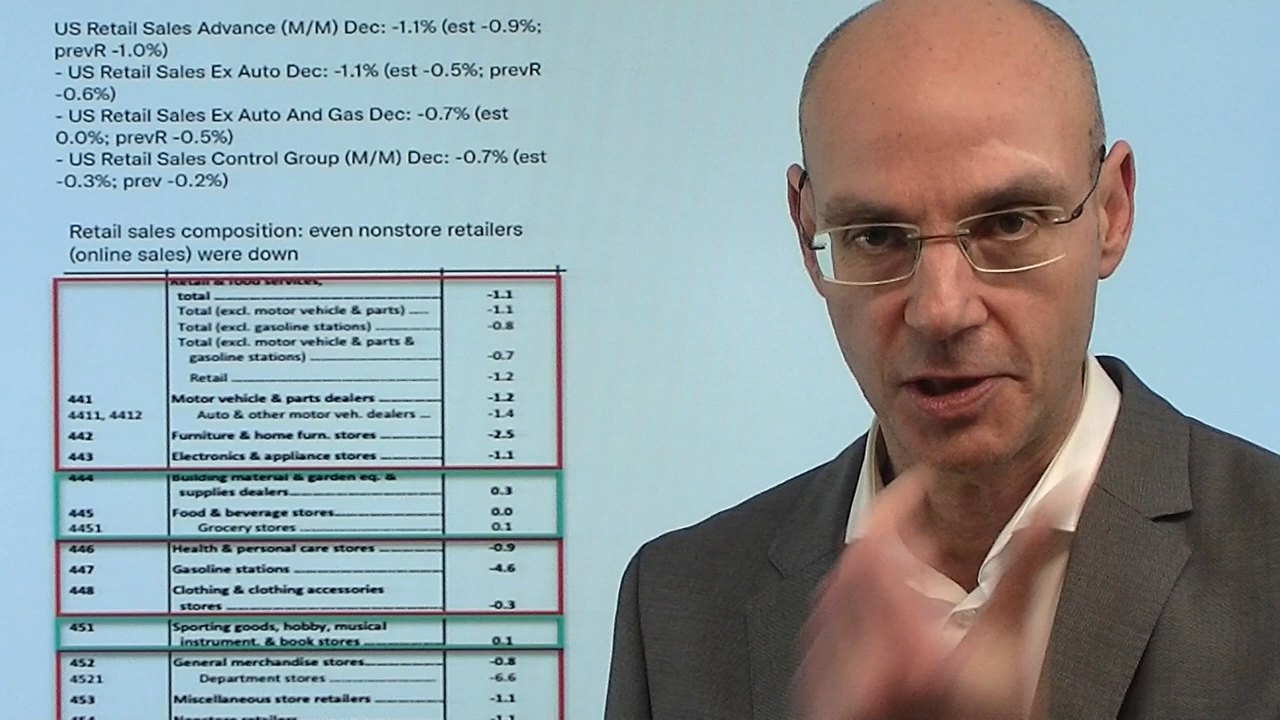 US Retail Sales Advance (M/M) Dec: -1.1% (est -0.9%;
prevR -1.0%)
- US Retail Sales Ex Auto Dec: -1.1% (est -0.5%; prevR
-0.6%)
- US Retail Sales Ex Auto And Gas Dec: -0.7% (est
0.0%; prevR -0.5%)
- US Retail Sales Control Group (M/M) Dec: -0.7% (est
-0.3%; prev -0.2%)
Retail sales composition: even nonstore retailers
(online sales) were down
Retail & food services,
total -1.1
Total (excl. motor vehicle & parts) -1.1
Total (excl. gasoline stations) -0.8
Total (excl. motor vehicle & parts &
gasoline stations) -0.7
Retail -1.2
441 Motor vehicle & parts dealers -1.2
4411, 4412 Auto & other motor veh. dealers -1.4
442 Furniture & home furn. stores -2.5
443 Electronics & appliance stores -1.1
444 Building material & garden eq. &
supplies dealers 0.3
445 Food & beverage stores 0.0
4451 Grocery stores 0.1
446 Health & personal care stores -0.9
447 Gasoline stations -4.6
448 Clothing & clothing accessories
stores -0.3
451 Sporting goods, hobby, musical
instrument, & book stores 0.1
452 General merchandise stores -0.8
4521 Department stores -6.6
453 Miscellaneous store retailers -1.1
454 Nonstore retailers -1.1